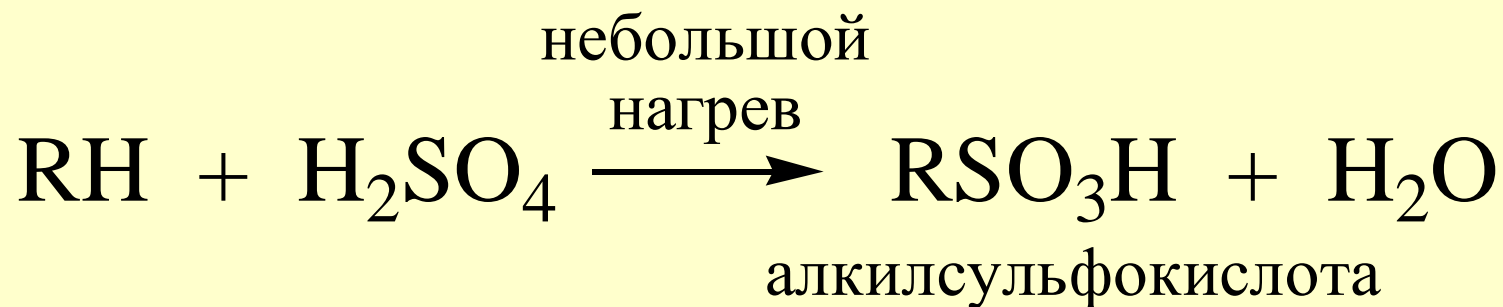 небольшой
нагрев
RH + H₂SO₄ ⟶ RSO₃H + H₂O
алкилсульфокислота